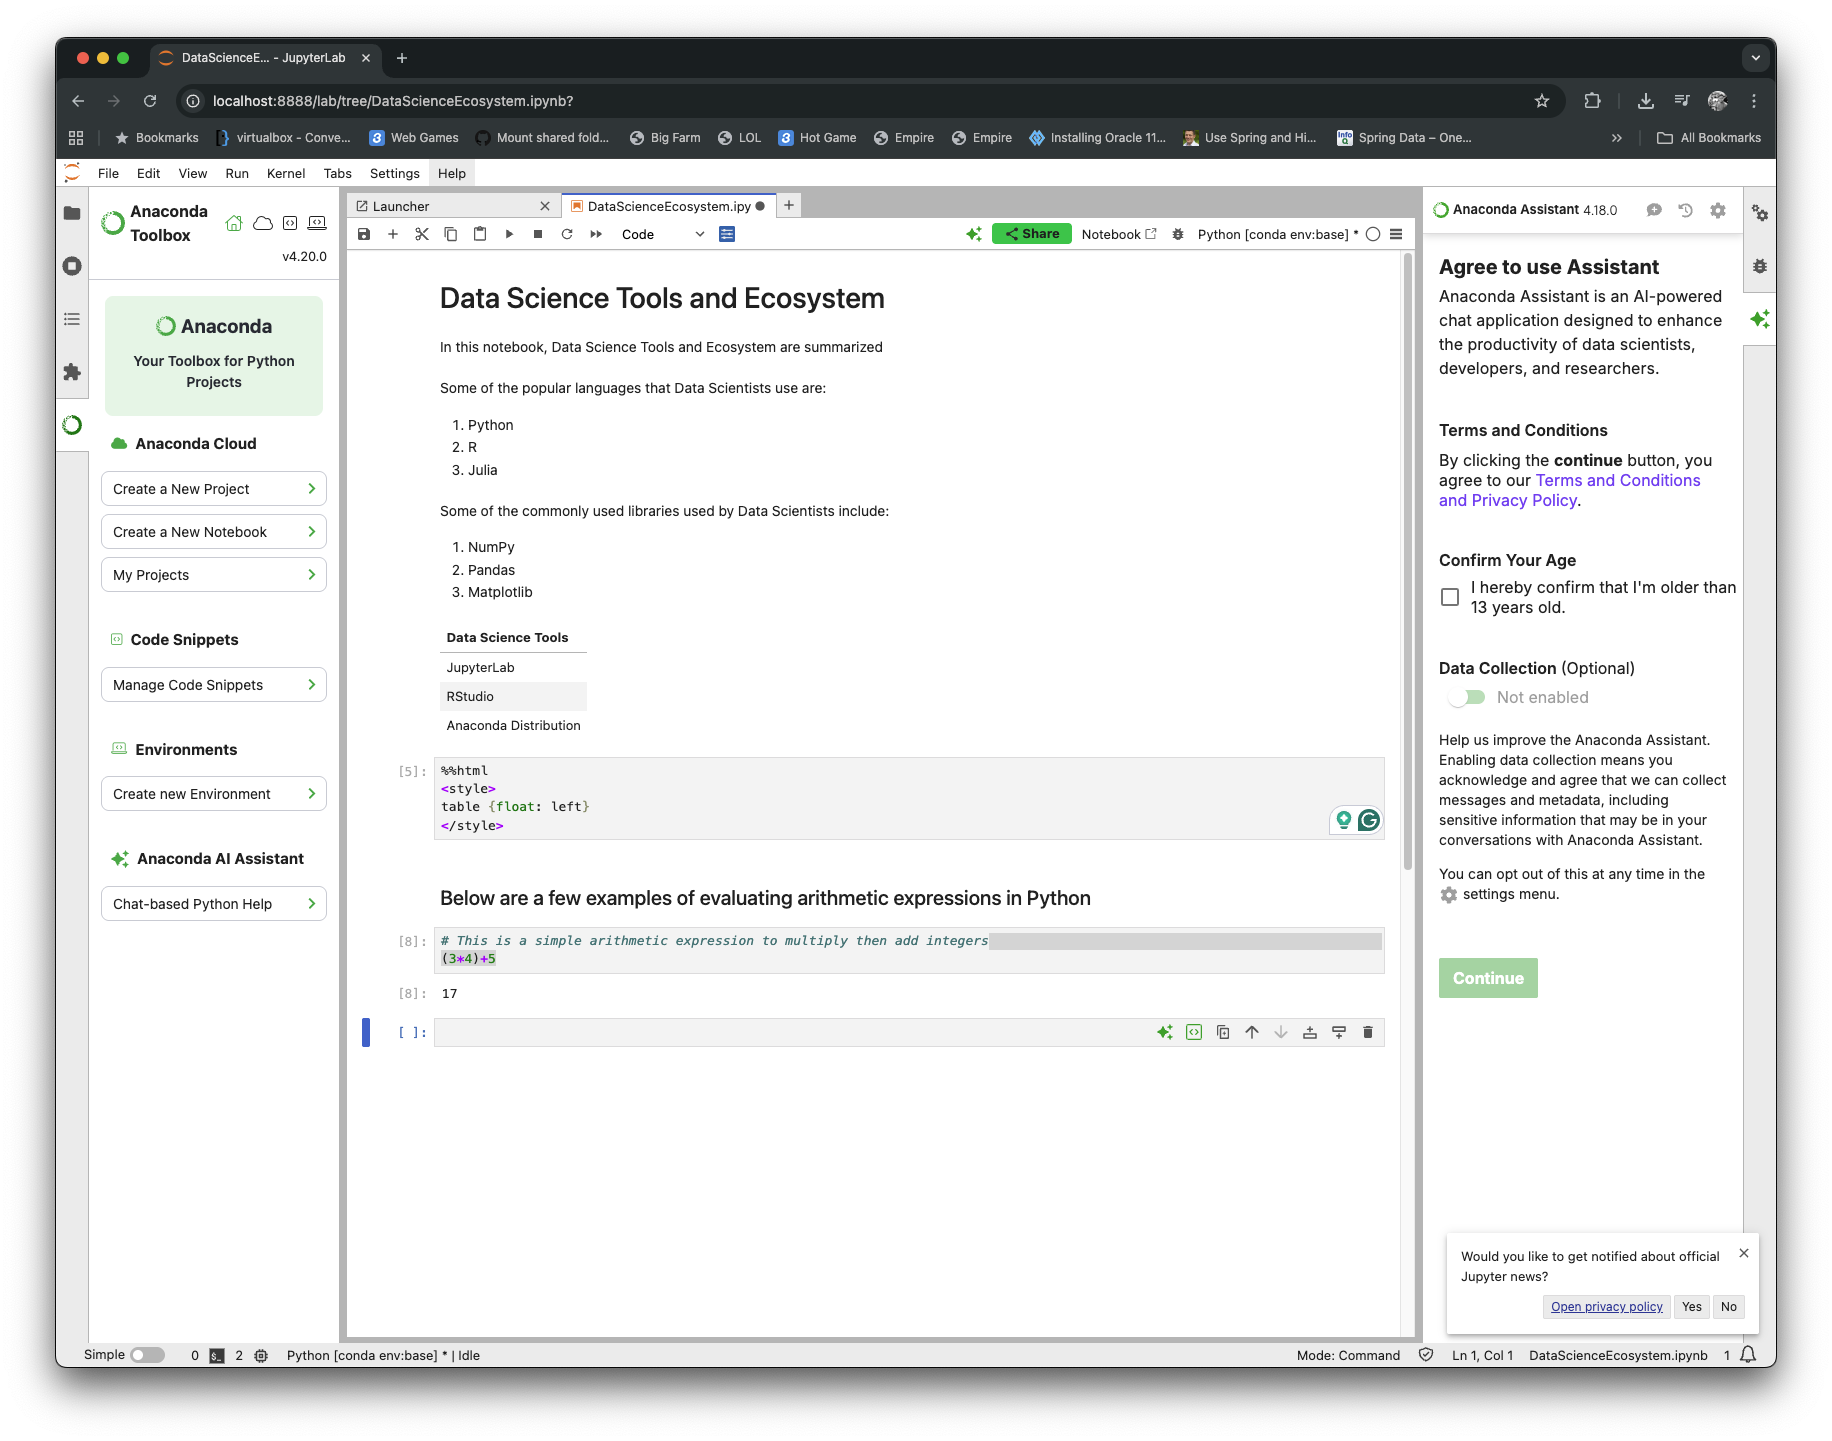 DataScienceE... - JupyterLab
localhost:8888/lab/tree/DataScienceEcosystem.ipynb?
Bookmarks
virtualbox - Conve...
Web Games
Mount shared fold...
Big Farm
LOL
Hot Game
Empire
Empire
Installing Oracle 11...
Use Spring and Hi...
Spring Data – One...
All Bookmarks
File Edit View Run Kernel Tabs Settings Help
Anaconda
Toolbox
v4.20.0
Anaconda
Your Toolbox for Python
Projects
Anaconda Cloud
Create a New Project
Create a New Notebook
My Projects
Code Snippets
Manage Code Snippets
Environments
Create new Environment
Anaconda AI Assistant
Chat-based Python Help
Launcher
DataScienceEcosystem.ipy
Code
Share
Notebook
Python [conda env:base] *
Data Science Tools and Ecosystem
In this notebook, Data Science Tools and Ecosystem are summarized
Some of the popular languages that Data Scientists use are:
1. Python
2. R
3. Julia
Some of the commonly used libraries used by Data Scientists include:
1. NumPy
2. Pandas
3. Matplotlib
Data Science Tools
JupyterLab
RStudio
Anaconda Distribution
[5]: %%html
<style>
table {float: left}
</style>
Below are a few examples of evaluating arithmetic expressions in Python
[8]: # This is a simple arithmetic expression to multiply then add integers
(3*4)+5
[8]: 17
[ ]:
Anaconda Assistant 4.18.0
Agree to use Assistant
Anaconda Assistant is an AI-powered
chat application designed to enhance
the productivity of data scientists,
developers, and researchers.
Terms and Conditions
By clicking the continue button, you
agree to our Terms and Conditions
and Privacy Policy.
Confirm Your Age
I hereby confirm that I'm older than
13 years old.
Data Collection (Optional)
Not enabled
Help us improve the Anaconda Assistant.
Enabling data collection means you
acknowledge and agree that we can collect
messages and metadata, including
sensitive information that may be in your
conversations with Anaconda Assistant.
You can opt out of this at any time in the
settings menu.
Continue
Would you like to get notified about official
Jupyter news?
Open privacy policy
Yes
No
Simple
0
2
Python [conda env:base] * | Idle
Mode: Command
Ln 1, Col 1
DataScienceEcosystem.ipynb
1